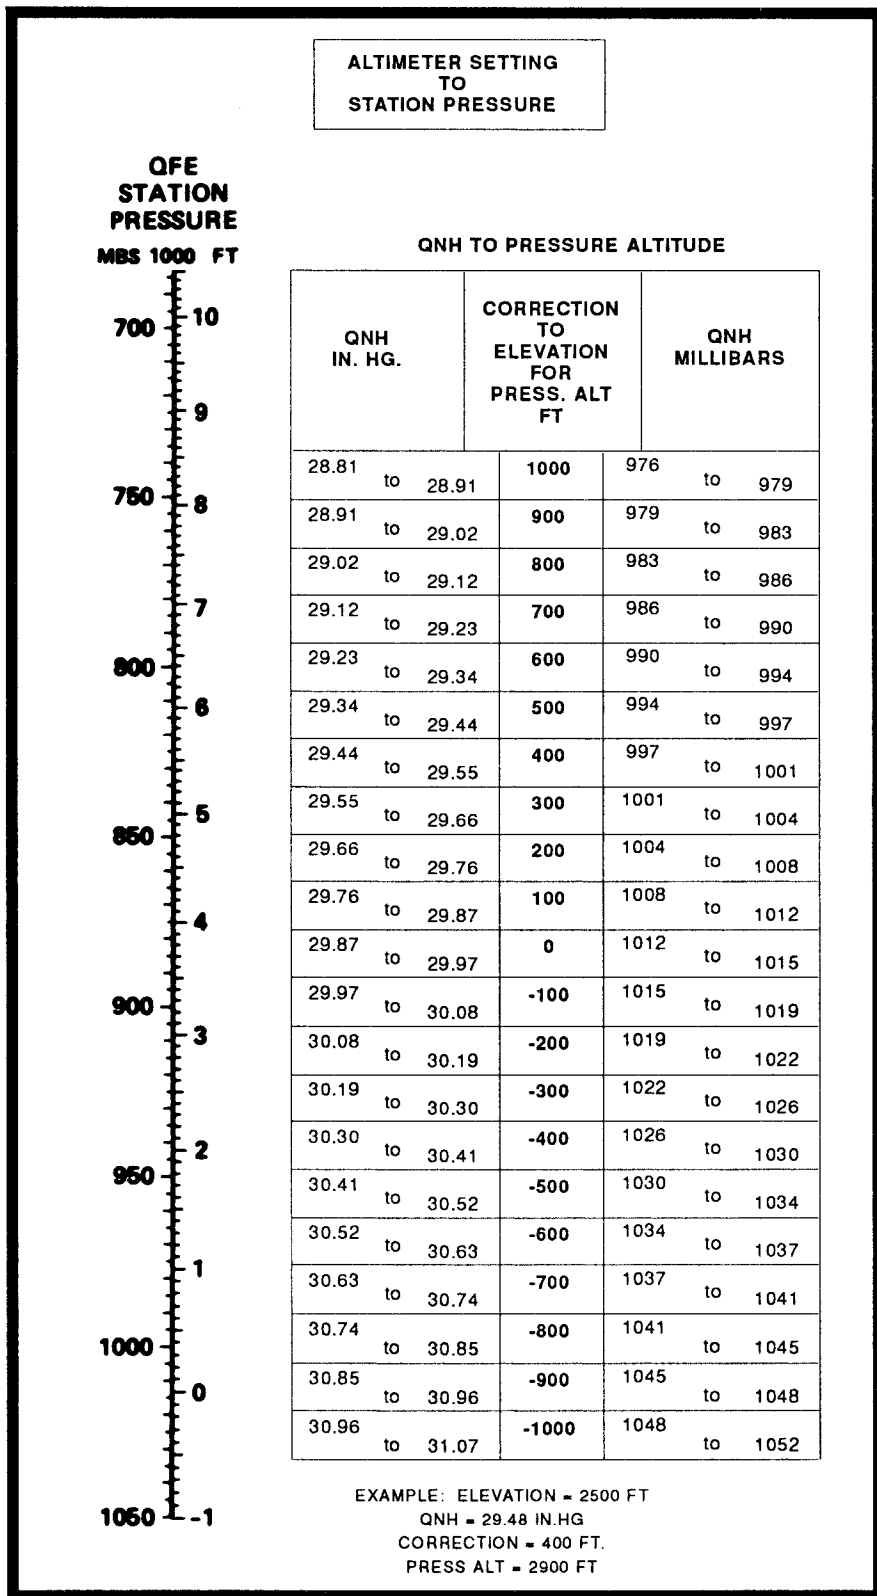 ALTIMETER SETTING
TO
STATION PRESSURE
QFE
STATION
PRESSURE
MBS 1000 FT
700
10
9
750
8
7
800
6
5
850
4
900
3
2
950
1
1000
0
1050
-1
QNH TO PRESSURE ALTITUDE
QNH
IN. HG.
CORRECTION
TO
ELEVATION
FOR
PRESS. ALT
FT
QNH
MILLIBARS
28.81 to 28.91 1000 976 to 979
28.91 to 29.02 900 979 to 983
29.02 to 29.12 800 983 to 986
29.12 to 29.23 700 986 to 990
29.23 to 29.34 600 990 to 994
29.34 to 29.44 500 994 to 997
29.44 to 29.55 400 997 to 1001
29.55 to 29.66 300 1001 to 1004
29.66 to 29.76 200 1004 to 1008
29.76 to 29.87 100 1008 to 1012
29.87 to 29.97 0 1012 to 1015
29.97 to 30.08 -100 1015 to 1019
30.08 to 30.19 -200 1019 to 1022
30.19 to 30.30 -300 1022 to 1026
30.30 to 30.41 -400 1026 to 1030
30.41 to 30.52 -500 1030 to 1034
30.52 to 30.63 -600 1034 to 1037
30.63 to 30.74 -700 1037 to 1041
30.74 to 30.85 -800 1041 to 1045
30.85 to 30.96 -900 1045 to 1048
30.96 to 31.07 -1000 1048 to 1052
EXAMPLE: ELEVATION = 2500 FT
QNH = 29.48 IN.HG
CORRECTION = 400 FT.
PRESS ALT = 2900 FT